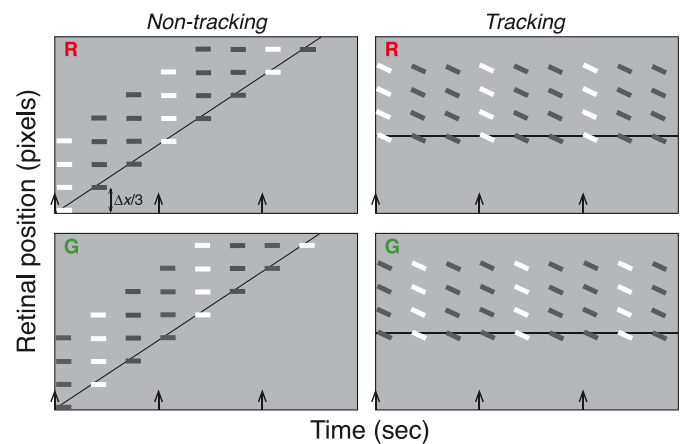 Non-tracking
Tracking
R
R
Δx/3
G
G
Retinal position (pixels)
Time (sec)